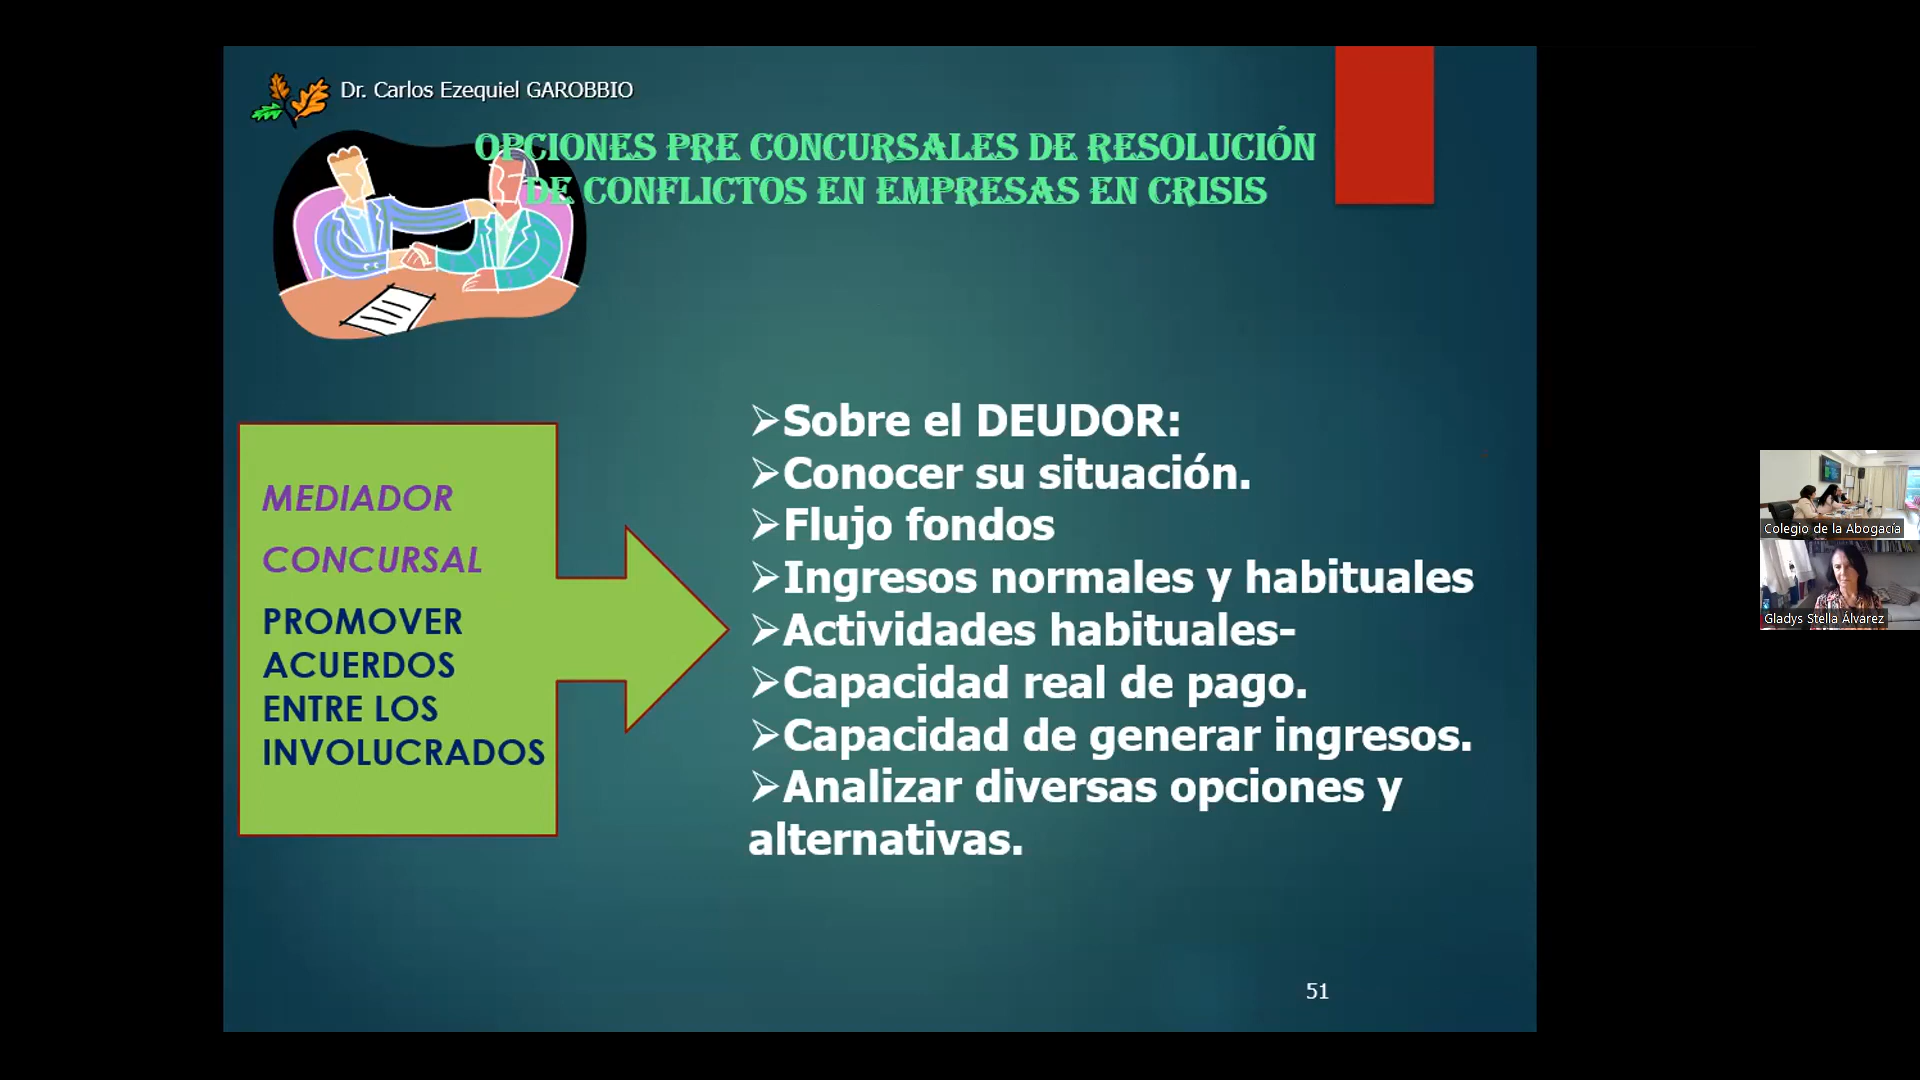 Dr. Carlos Ezequiel GAROBBIO
OPCIONES PRE CONCURSALES DE RESOLUCIÓN
DE CONFLICTOS EN EMPRESAS EN CRISIS
MEDIADOR
CONCURSAL
PROMOVER
ACUERDOS
ENTRE LOS
INVOLUCRADOS
➢Sobre el DEUDOR:
➢Conocer su situación.
➢Flujo fondos
➢Ingresos normales y habituales
➢Actividades habituales-
➢Capacidad real de pago.
➢Capacidad de generar ingresos.
➢Analizar diversas opciones y
alternativas.
51
Colegio de la Abogacía
Gladys Stella Álvarez